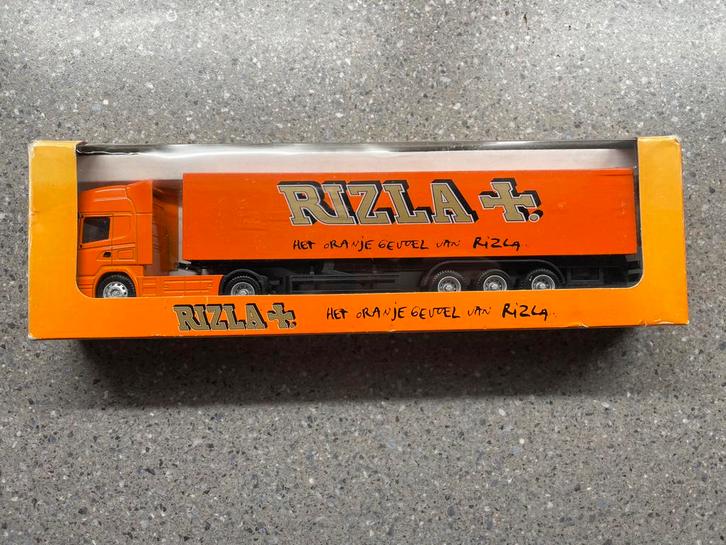 RIZLA +.
HET ORANJE GEVOEL VAN RIZLA.
RIZLA +. HET ORANJE GEVOEL VAN RIZLA.